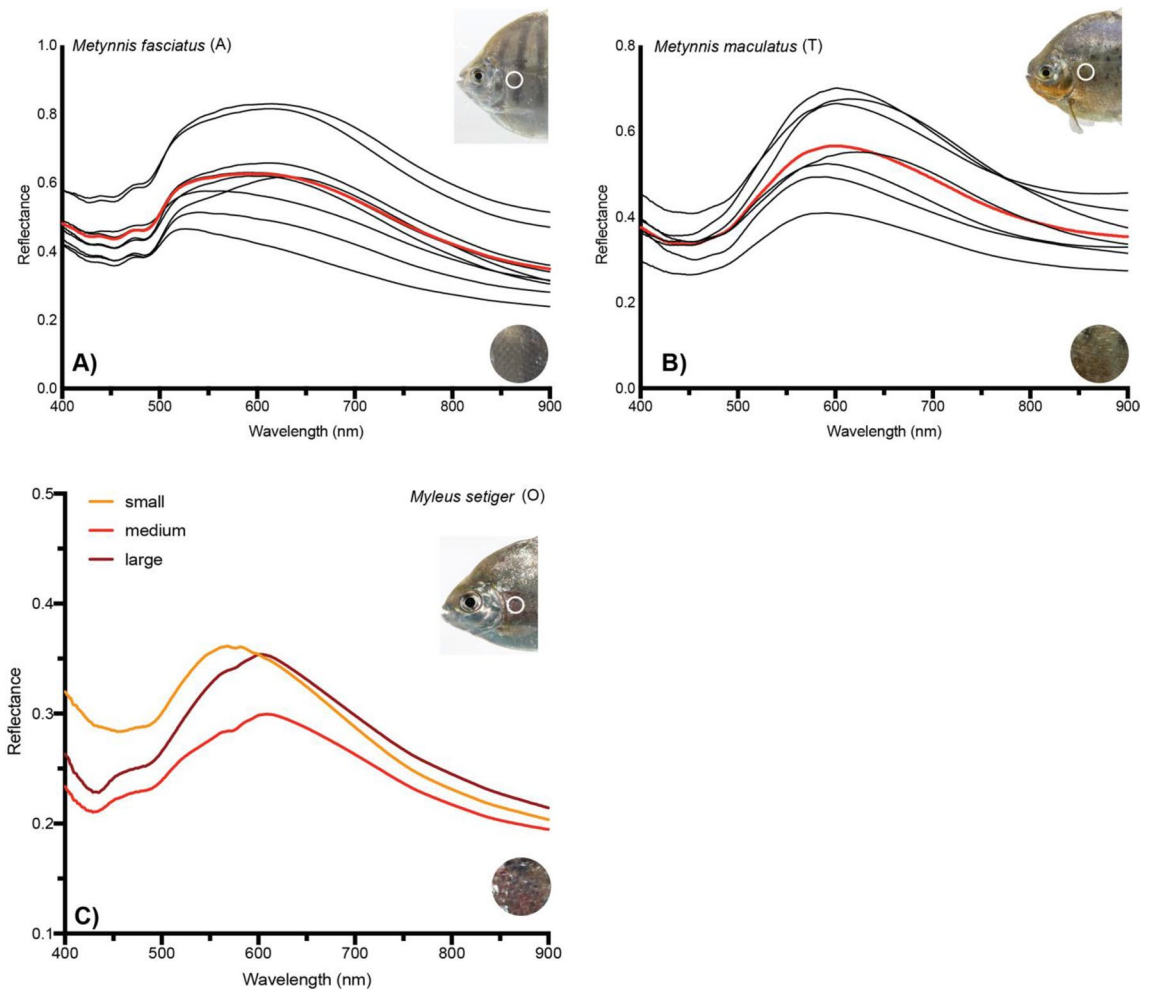 Metynnis fasciatus (A)
1.0
0.8
0.6
0.4
0.2
0.0
Reflectance
400 500 600 700 800 900
Wavelength (nm)
A)
Metynnis maculatus (T)
0.8
0.6
0.4
0.2
0.0
Reflectance
400 500 600 700 800 900
Wavelength (nm)
B)
Myleus setiger (O)
small
medium
large
0.5
0.4
0.3
0.2
0.1
Reflectance
400 500 600 700 800 900
Wavelength (nm)
C)